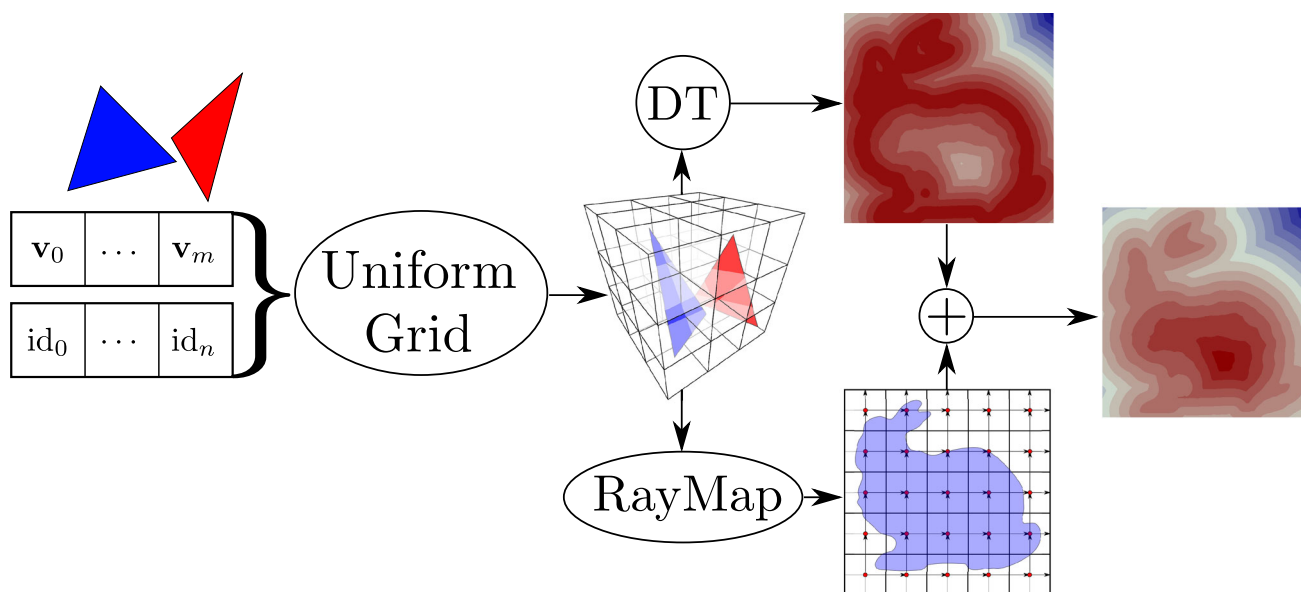 DT
v₀ ⋯ vₘ
id₀ ⋯ idₙ
Uniform
Grid
+
RayMap